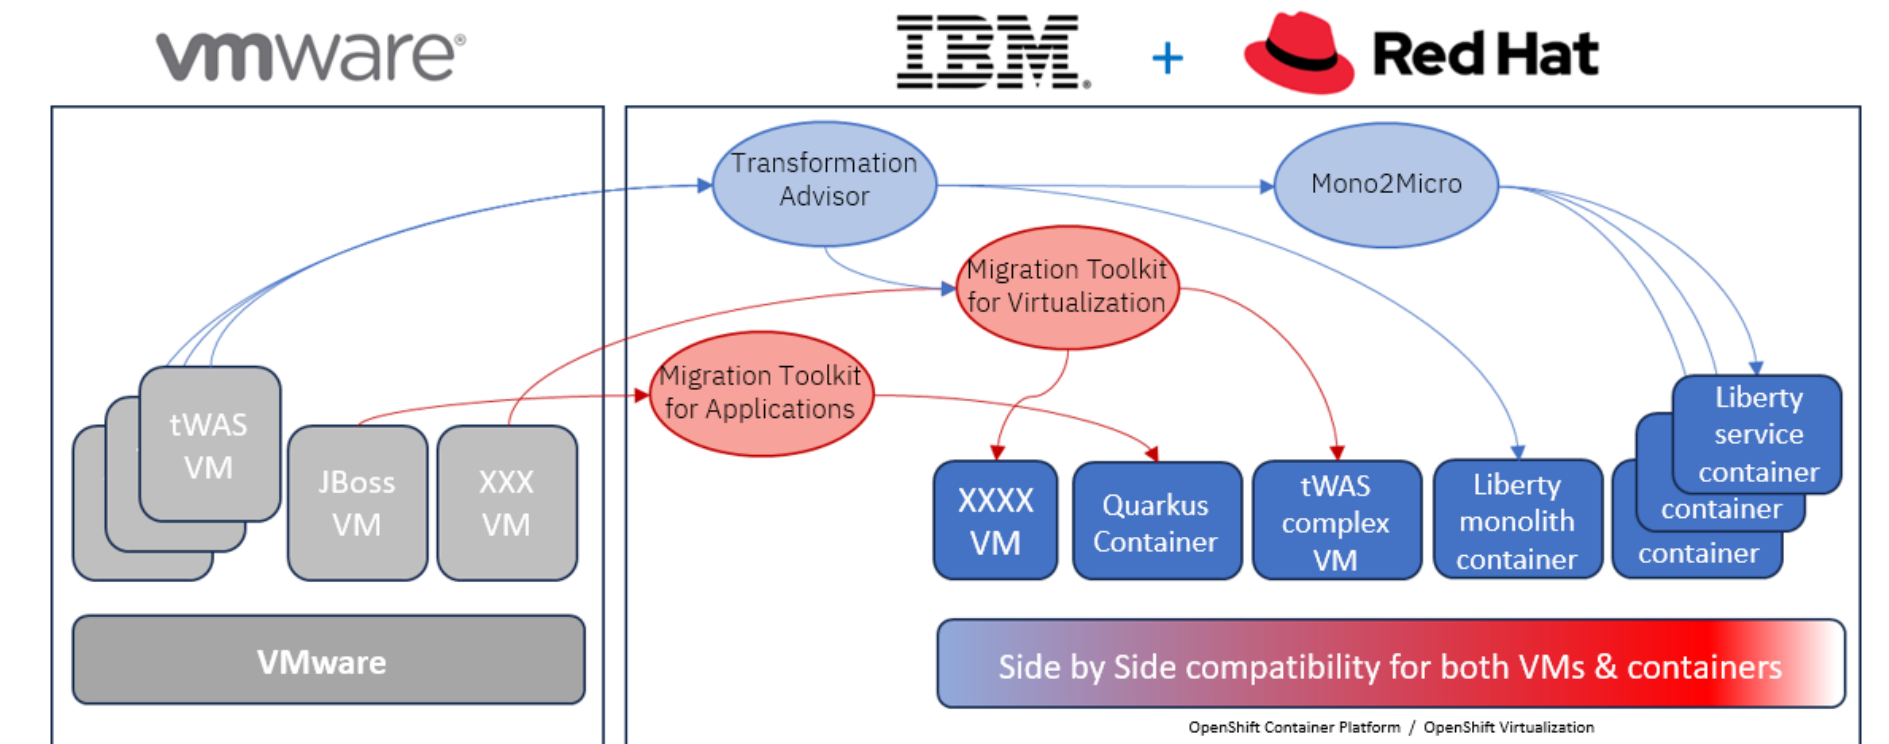 vmware®
IBM®
+
Red Hat
Transformation
Advisor
Mono2Micro
Migration Toolkit
for Virtualization
Migration Toolkit
for Applications
tWAS
VM
JBoss
VM
XXX
VM
XXXX
VM
Quarkus
Container
tWAS
complex
VM
Liberty
monolith
container
Liberty
service
container
container
container
VMware
Side by Side compatibility for both VMs & containers
OpenShift Container Platform / OpenShift Virtualization